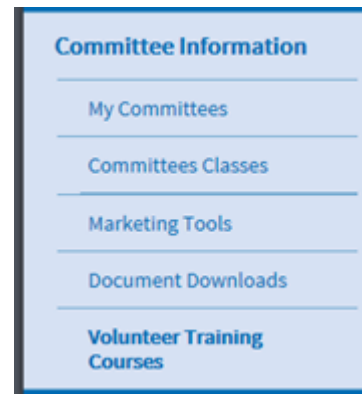 Committee Information
My Committees
Committees Classes
Marketing Tools
Document Downloads
Volunteer Training
Courses